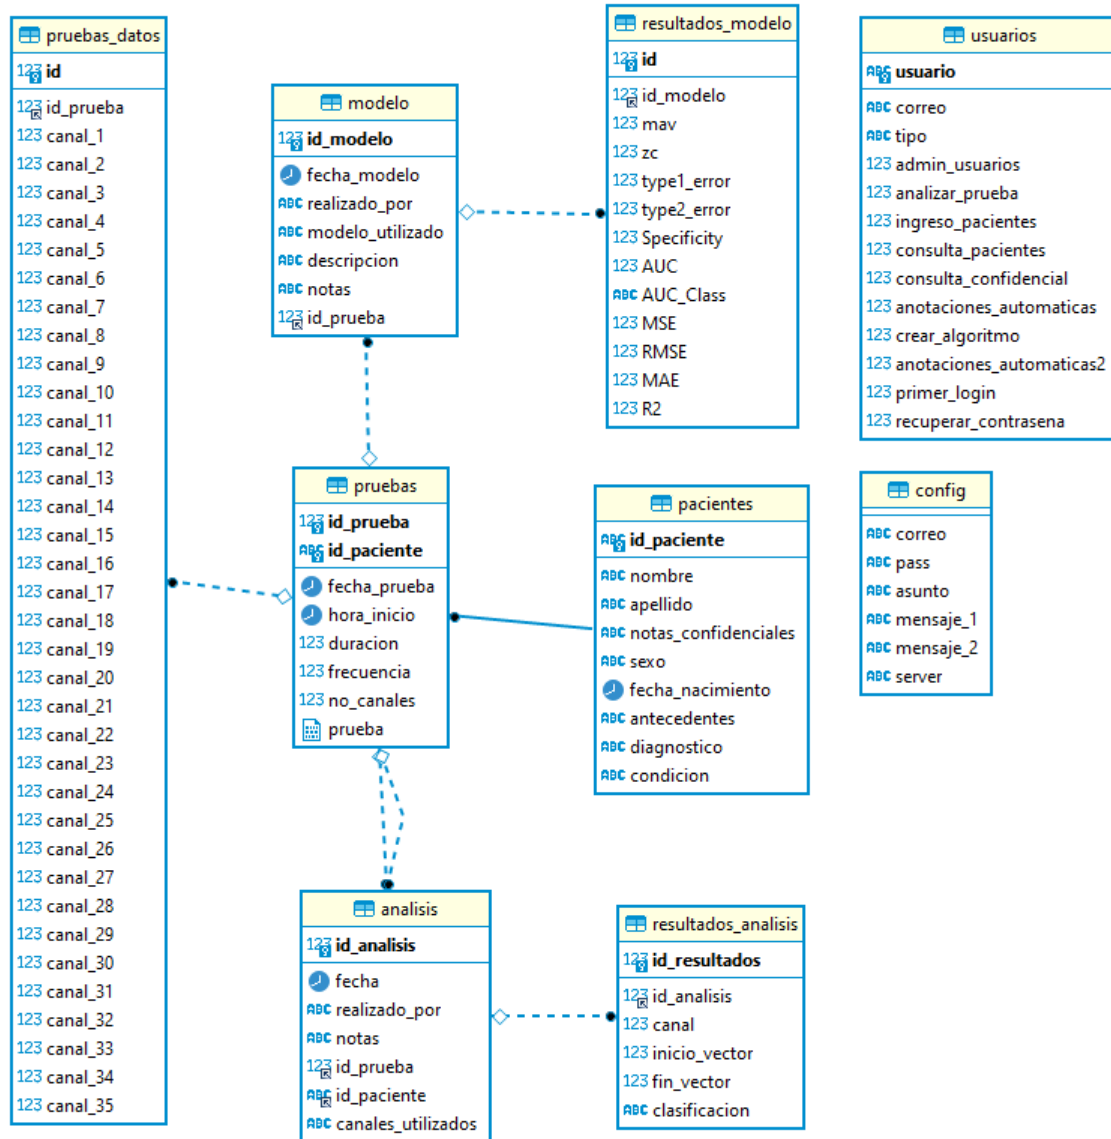 pruebas_datos
id
id_prueba
canal_1
canal_2
canal_3
canal_4
canal_5
canal_6
canal_7
canal_8
canal_9
canal_10
canal_11
canal_12
canal_13
canal_14
canal_15
canal_16
canal_17
canal_18
canal_19
canal_20
canal_21
canal_22
canal_23
canal_24
canal_25
canal_26
canal_27
canal_28
canal_29
canal_30
canal_31
canal_32
canal_33
canal_34
canal_35
modelo
id_modelo
fecha_modelo
realizado_por
modelo_utilizado
descripcion
notas
id_prueba
resultados_modelo
id
id_modelo
mav
zc
type1_error
type2_error
Specificity
AUC
AUC_Class
MSE
RMSE
MAE
R2
usuarios
usuario
correo
tipo
admin_usuarios
analizar_prueba
ingreso_pacientes
consulta_pacientes
consulta_confidencial
anotaciones_automaticas
crear_algoritmo
anotaciones_automaticas2
primer_login
recuperar_contrasena
pruebas
id_prueba
id_paciente
fecha_prueba
hora_inicio
duracion
frecuencia
no_canales
prueba
pacientes
id_paciente
nombre
apellido
notas_confidenciales
sexo
fecha_nacimiento
antecedentes
diagnostico
condicion
config
correo
pass
asunto
mensaje_1
mensaje_2
server
analisis
id_analisis
fecha
realizado_por
notas
id_prueba
id_paciente
canales_utilizados
resultados_analisis
id_resultados
id_analisis
canal
inicio_vector
fin_vector
clasificacion